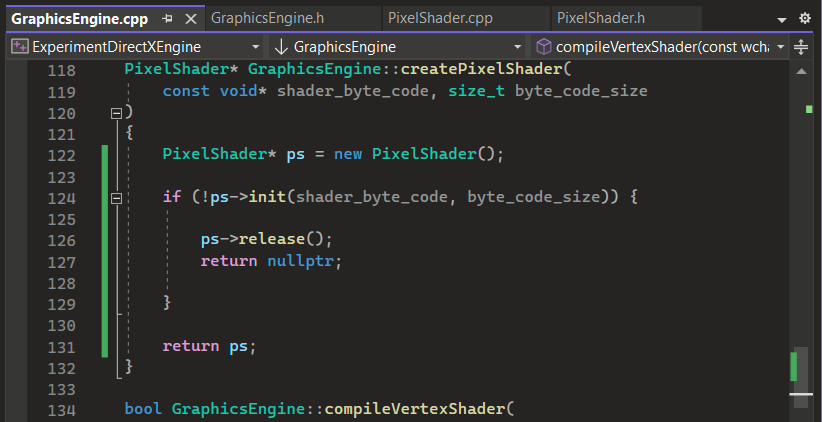 GraphicsEngine.cpp GraphicsEngine.h PixelShader.cpp PixelShader.h
ExperimentDirectXEngine GraphicsEngine compileVertexShader(const wcha
118 PixelShader* GraphicsEngine::createPixelShader(
119     const void* shader_byte_code, size_t byte_code_size
120 )
121 {
122     PixelShader* ps = new PixelShader();
123
124     if (!ps->init(shader_byte_code, byte_code_size)) {
125
126         ps->release();
127         return nullptr;
128
129     }
130
131     return ps;
132 }
133
134 bool GraphicsEngine::compileVertexShader(